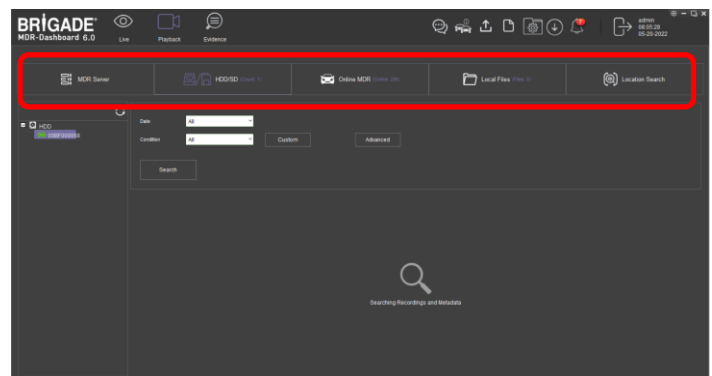 BRIGADE
MDR-Dashboard 6.0
Live
Playback
Evidence
admin
05-20-2022
MDR Server
HDD/SD
Online MDR
Local Files
Location Search
HDD
Date
All
Condition
All
Custom
Advanced
Search
Searching Recordings and Metadata